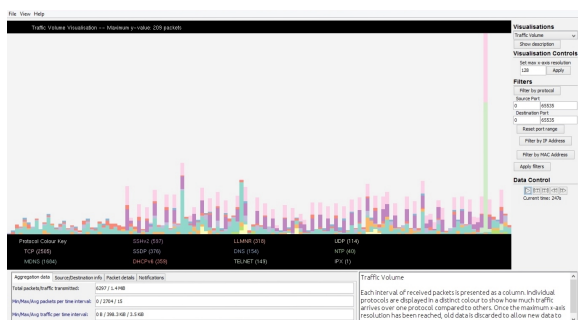 File View Help
Traffic Volume Visualisation -- Maximum y-value: 209 packets
Visualisations
Traffic Volume
Show description
Visualisation Controls
Set max x-axis resolution
128 Apply
Filters
Filter by protocol
Source Port
0 65535
Destination Port
0 65535
Reset port range
Filter by IP Address
Filter by MAC Address
Apply filters
Data Control
Current time: 247s
Protocol Colour Key
SSHv2 (587)
LLMNR (318)
UDP (114)
TCP (2585)
SSDP (376)
DNS (154)
NTP (40)
MDNS (1604)
DHCPv6 (359)
TELNET (149)
IPX (1)
Aggregation data Source/Destination info Packet details Notifications
Total packets/traffic transmitted: 6297 / 1.4 MB
Min/Max/Avg packets per time interval: 0 / 2704 / 15
Min/Max/Avg traffic per time interval: 0 B / 398.3 KB / 3.5 KB
Traffic Volume
Each interval of received packets is presented as a column. Individual
protocols are displayed in a distinct colour to show how much traffic
arrives over one protocol compared to others. Once the maximum x-axis
resolution has been reached, old data is discarded to allow new data to